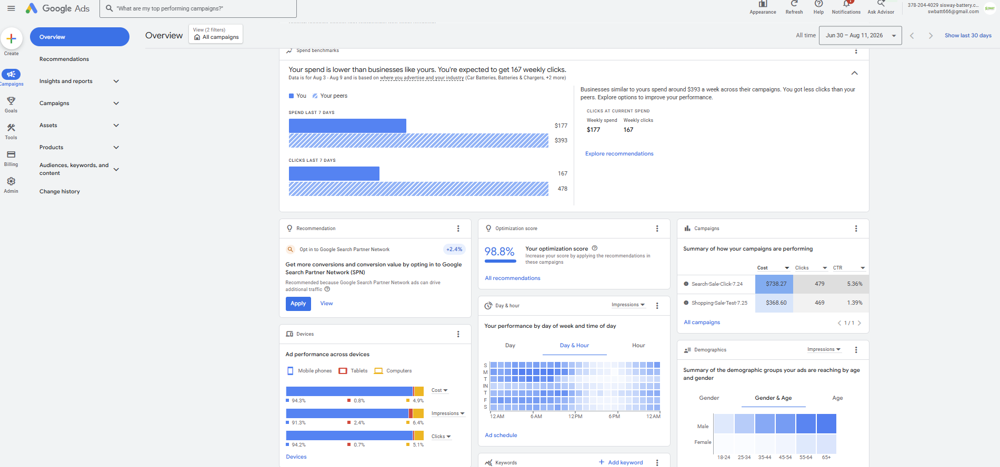 Google Ads
"What are my top performing campaigns?"
Appearance
Refresh
Help
Notifications
Ask Advisor
378-204-4029 sisway-battery.c...
swbatt666@gmail.com
Create
Campaigns
Goals
Tools
Billing
Admin
Overview
Recommendations
Insights and reports
Campaigns
Assets
Products
Audiences, keywords, and
content
Change history
Overview
View (2 filters)
All campaigns
All time
Jun 30 – Aug 11, 2026
Show last 30 days
Spend benchmarks
Your spend is lower than businesses like yours. You're expected to get 167 weekly clicks.
Data is for Aug 3 - Aug 9 and is based on where you advertise and your industry (Car Batteries, Batteries & Chargers, +2 more)
You
Your peers
SPEND LAST 7 DAYS
$177
$393
CLICKS LAST 7 DAYS
167
478
Businesses similar to yours spend around $393 a week across their campaigns. You got less clicks than your
peers. Explore options to improve your performance.
CLICKS AT CURRENT SPEND
Weekly spend Weekly clicks
$177 167
Explore recommendations
Recommendation
Opt in to Google Search Partner Network
+2.4%
Get more conversions and conversion value by opting in to Google
Search Partner Network (SPN)
Recommended because Google Search Partner Network ads can drive
additional traffic
Apply
View
Devices
Ad performance across devices
Mobile phones
Tablets
Computers
Cost
94.3% 0.8% 4.9%
Impressions
91.3% 2.4% 6.4%
Clicks
94.2% 0.7% 5.1%
Devices
Optimization score
98.8%
Your optimization score
Increase your score by applying the recommendations in
these campaigns
All recommendations
Day & hour
Impressions
Your performance by day of week and time of day
Day
Day & Hour
Hour
S
M
T
IN
T
F
S
12 AM 6 AM 12 PM 6 PM 12 AM
Ad schedule
Keywords
Add keyword
Campaigns
Summary of how your campaigns are performing
Cost Clicks CTR
Search-Sale-Click-7.24 $738.27 479 5.36%
Shopping-Sale-Test-7.25 $368.60 469 1.39%
All campaigns
1 / 1
Demographics
Impressions
Summary of the demographic groups your ads are reaching by age
and gender
Gender
Gender & Age
Age
Male
Female
18-24 25-34 35-44 45-54 55-64 65+